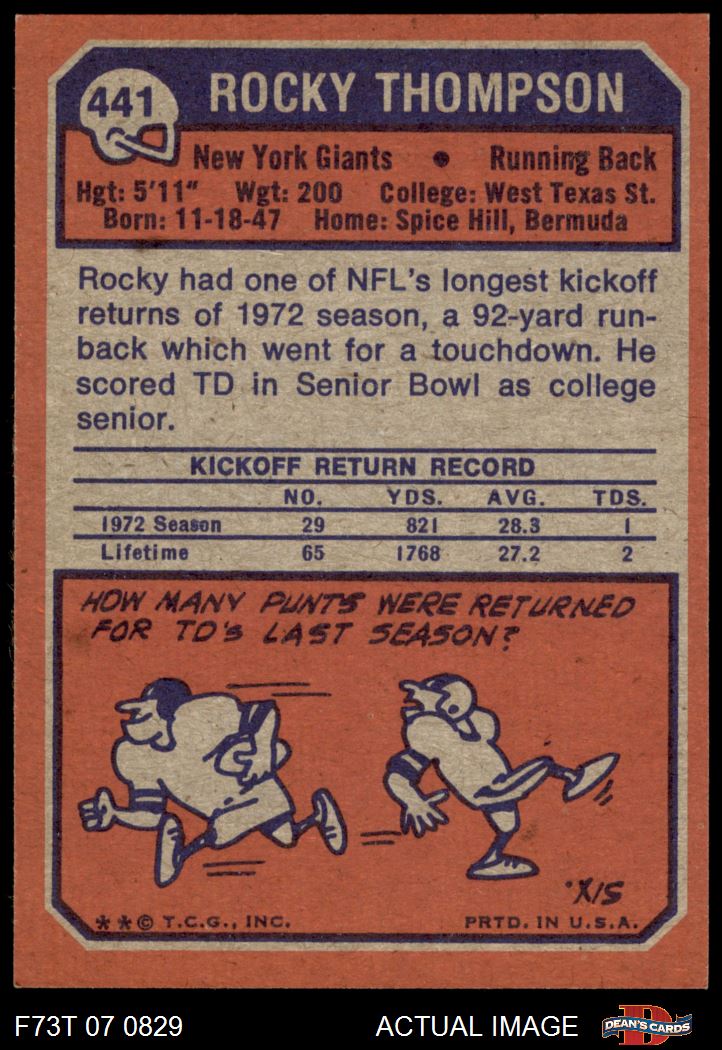 441
ROCKY THOMPSON
New York Giants • Running Back
Hgt: 5'11" Wgt: 200 College: West Texas St.
Born: 11-18-47 Home: Spice Hill, Bermuda
Rocky had one of NFL's longest kickoff
returns of 1972 season, a 92-yard run-
back which went for a touchdown. He
scored TD in Senior Bowl as college
senior.
KICKOFF RETURN RECORD
NO. YDS. AVG. TDS.
1972 Season 29 821 28.3 1
Lifetime 65 1768 27.2 2
HOW MANY PUNTS WERE RETURNED
FOR TD'S LAST SEASON?
'XIS
**© T.C.G., INC. PRTD. IN U.S.A.
F73T 07 0829 ACTUAL IMAGE D DEAN'S CARDS